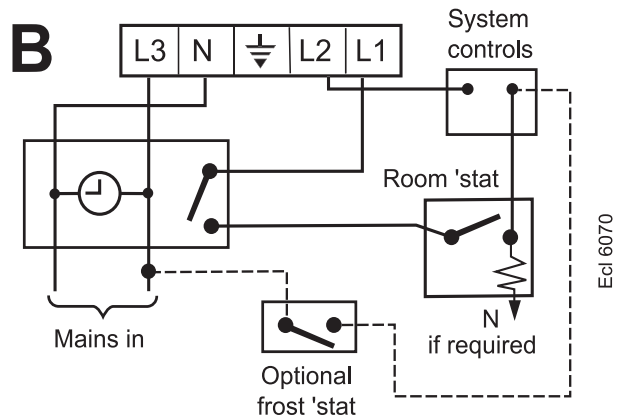 B
L3 N L2 L1
System
controls
Room 'stat
Ecl 6070
N
if required
Mains in
Optional
frost 'stat